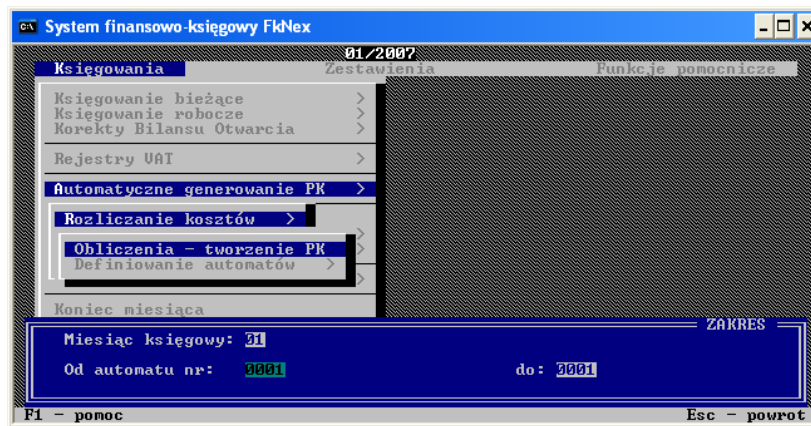 System finansowo-księgowy FkNex
01/2007
Księgowania Zestawienia Funkcje pomocnicze
Księgowanie bieżące >
Księgowanie robocze >
Korekty Bilansu Otwarcia >
Rejestry VAT >
Automatyczne generowanie PK >
Rozliczanie kosztów >
>
Obliczenia - tworzenie PK >
Definiowanie automatów >
>
Koniec miesiąca
ZAKRES
Miesiąc księgowy: 01
Od automatu nr: 0001 do: 0001
F1 - pomoc Esc - powrot